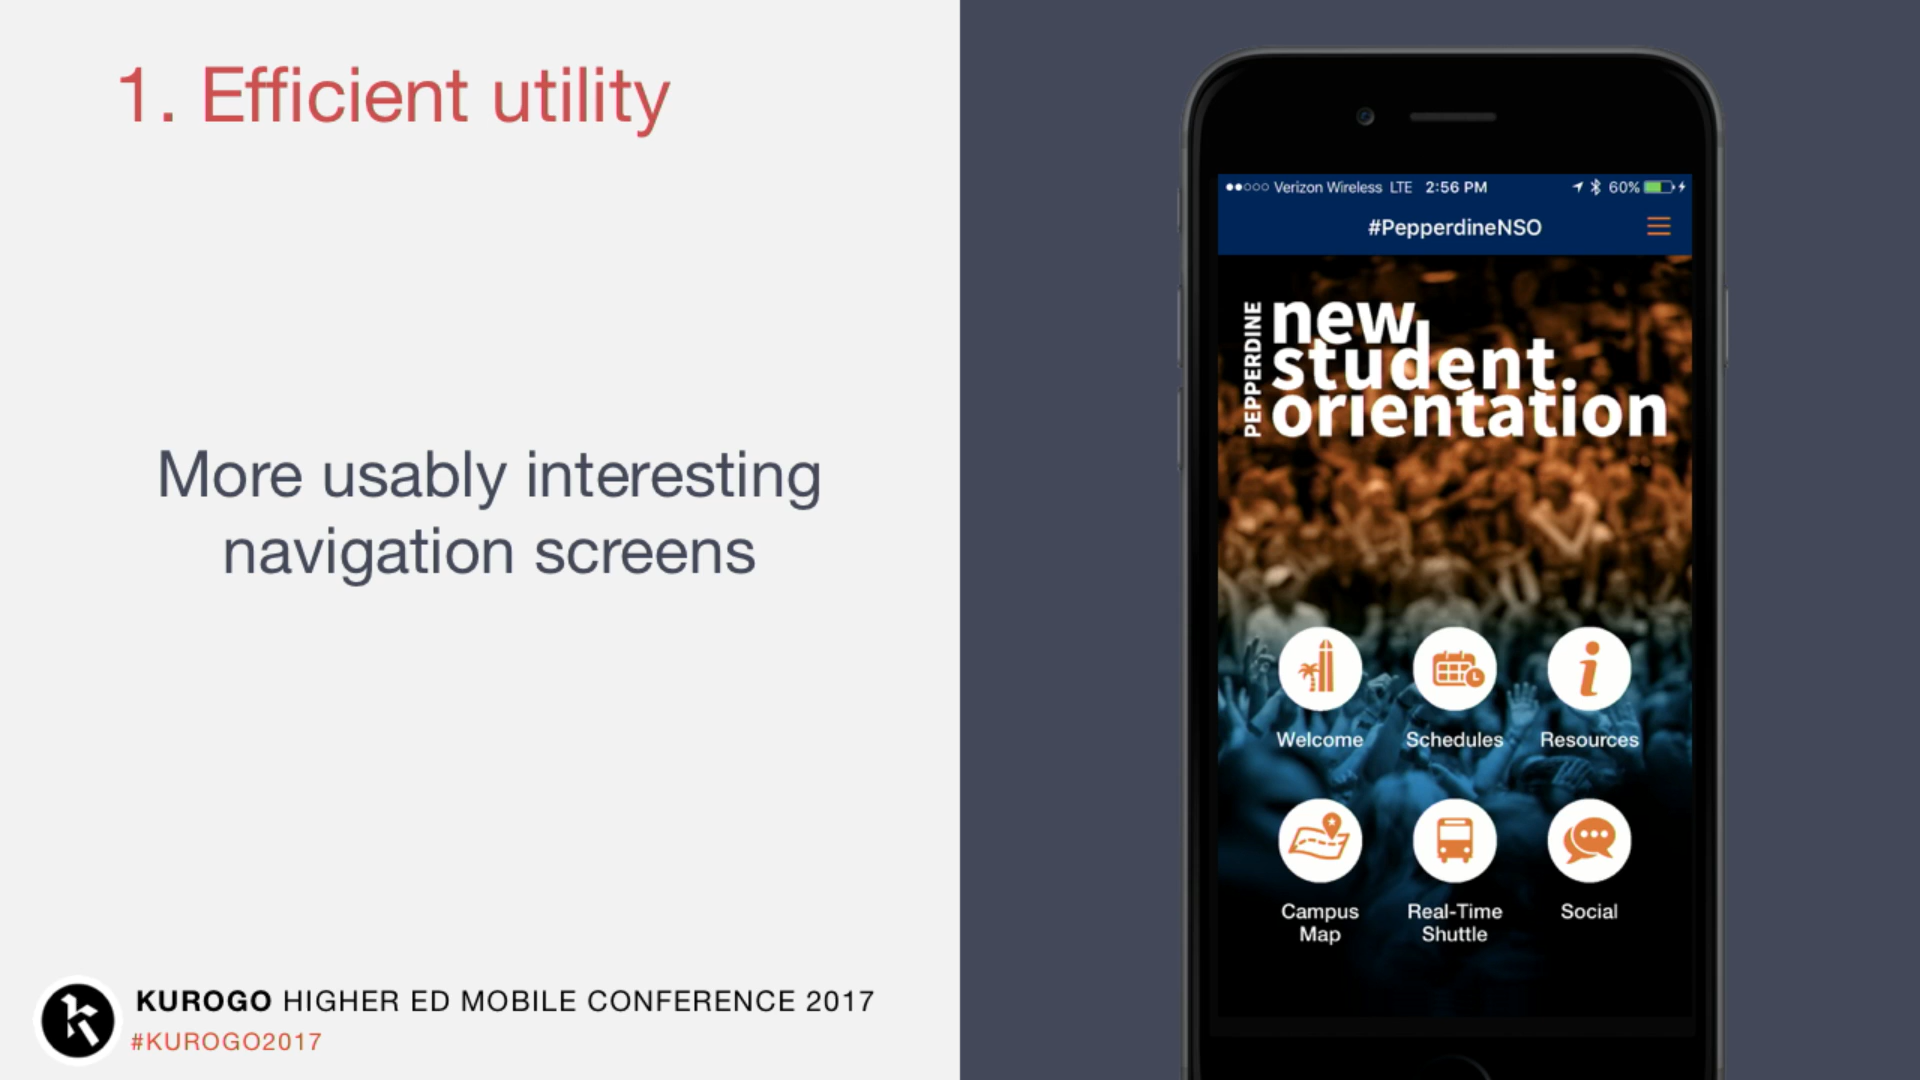 1. Efficient utility
More usably interesting
navigation screens
KUROGO HIGHER ED MOBILE CONFERENCE 2017
#KUROGO2017
Verizon Wireless LTE 2:56 PM 60%
#PepperdineNSO
PEPPERDINE
new
student
orientation
Welcome Schedules Resources
Campus Map
Real-Time Shuttle
Social